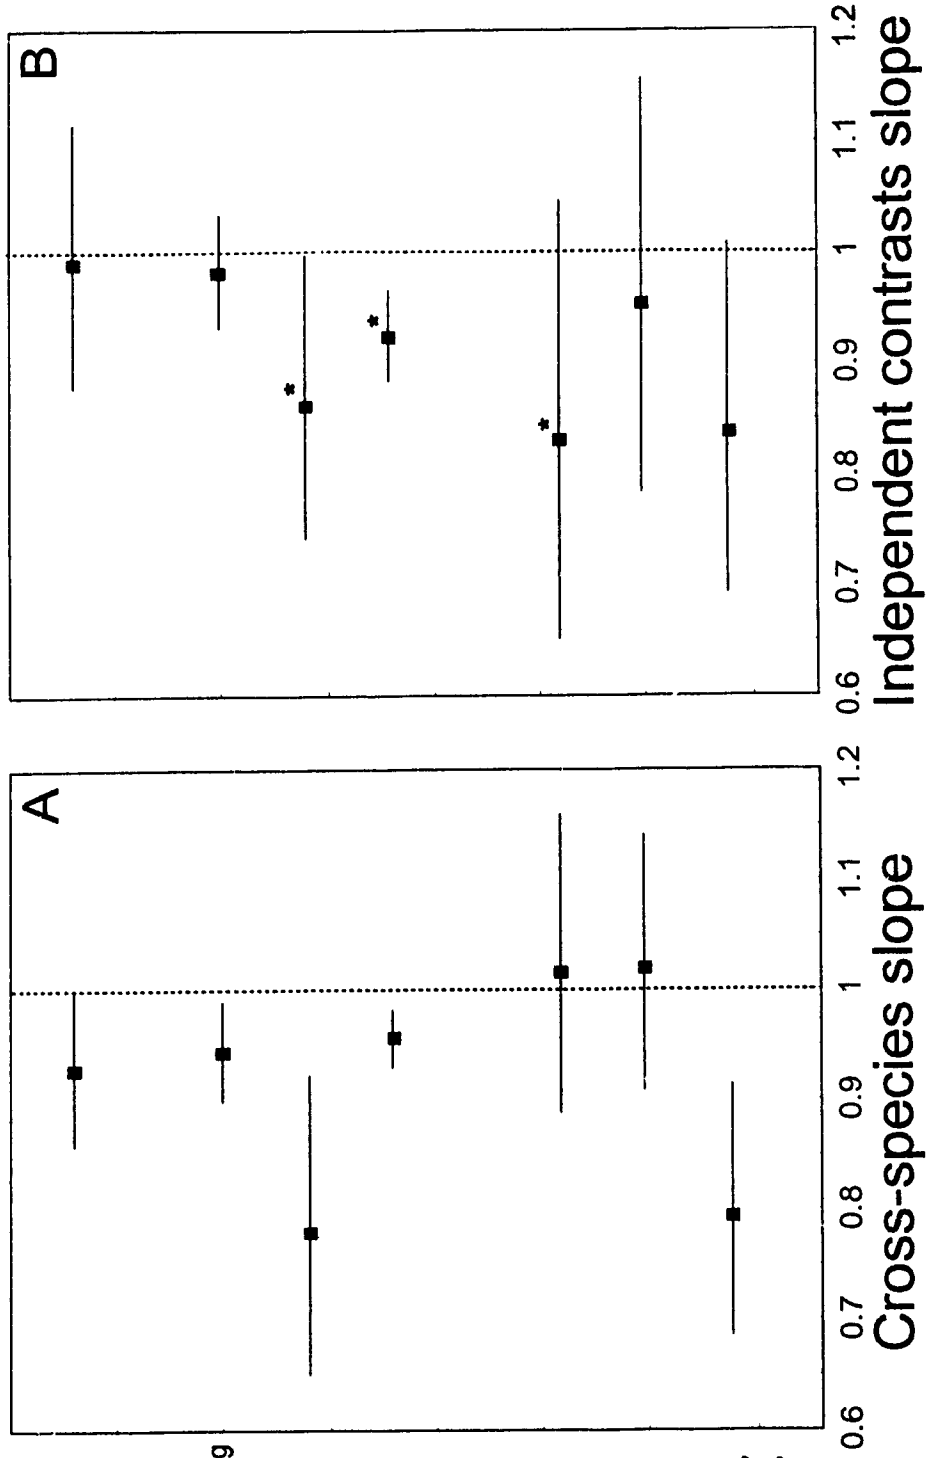 A
g
0.6 0.7 0.8 0.9 1 1.1 1.2
Cross-species slope
B
*
*
*
0.6 0.7 0.8 0.9 1 1.1 1.2
Independent contrasts slope